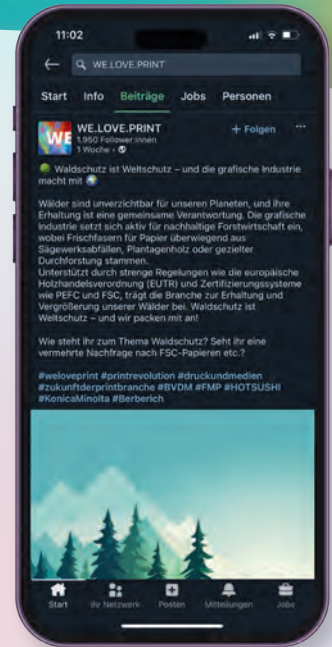 11:02
WE.LOVE.PRINT
Start Info Beiträge Jobs Personen
WE
WE.LOVE.PRINT
1.950 Follower:innen
1 Woche •
+ Folgen
Waldschutz ist Weltschutz – und die grafische Industrie
macht mit
Wälder sind unverzichtbar für unseren Planeten, und ihre
Erhaltung ist eine gemeinsame Verantwortung. Die grafische
Industrie setzt sich aktiv für nachhaltige Forstwirtschaft ein,
wobei Frischfasern für Papier überwiegend aus
Sägewerksabfällen, Plantagenholz oder gezielter
Durchforstung stammen.
Unterstützt durch strenge Regelungen wie die europäische
Holzhandelsverordnung (EUTR) und Zertifizierungssysteme
wie PEFC und FSC, trägt die Branche zur Erhaltung und
Vergrößerung unserer Wälder bei. Waldschutz ist
Weltschutz – und wir packen mit an!
Wie steht ihr zum Thema Waldschutz? Seht ihr eine
vermehrte Nachfrage nach FSC-Papieren etc.?
#weloveprint #printrevolution #druckundmedien
#zukunftderprintbranche #BVDM #FMP #HOTSUSHI
#KonicaMinolta #Berberich
Start Ihr Netzwerk Posten Mitteilungen Jobs